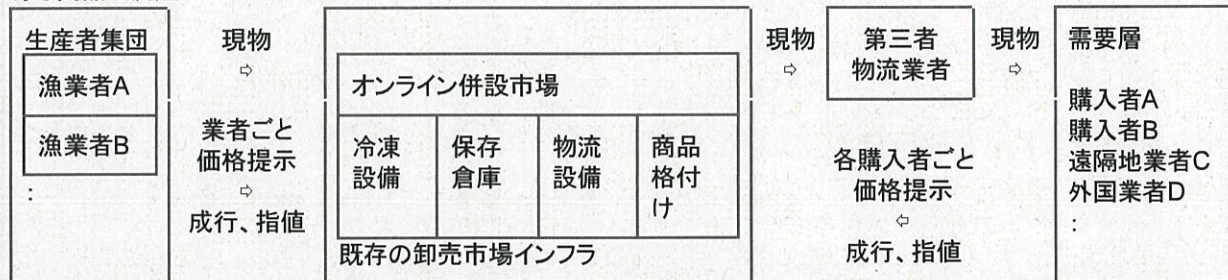 生産者集団
漁業者A
漁業者B
:
現物
⇨
業者ごと
価格提示
⇨
成行、指値
オンライン併設市場
冷凍
設備
保存
倉庫
物流
設備
商品
格付
け
既存の卸売市場インフラ
現物
⇨
第三者
物流業者
現物
⇨
各購入者ごと
価格提示
⇦
成行、指値
需要層
購入者A
購入者B
遠隔地業者C
外国業者D
: